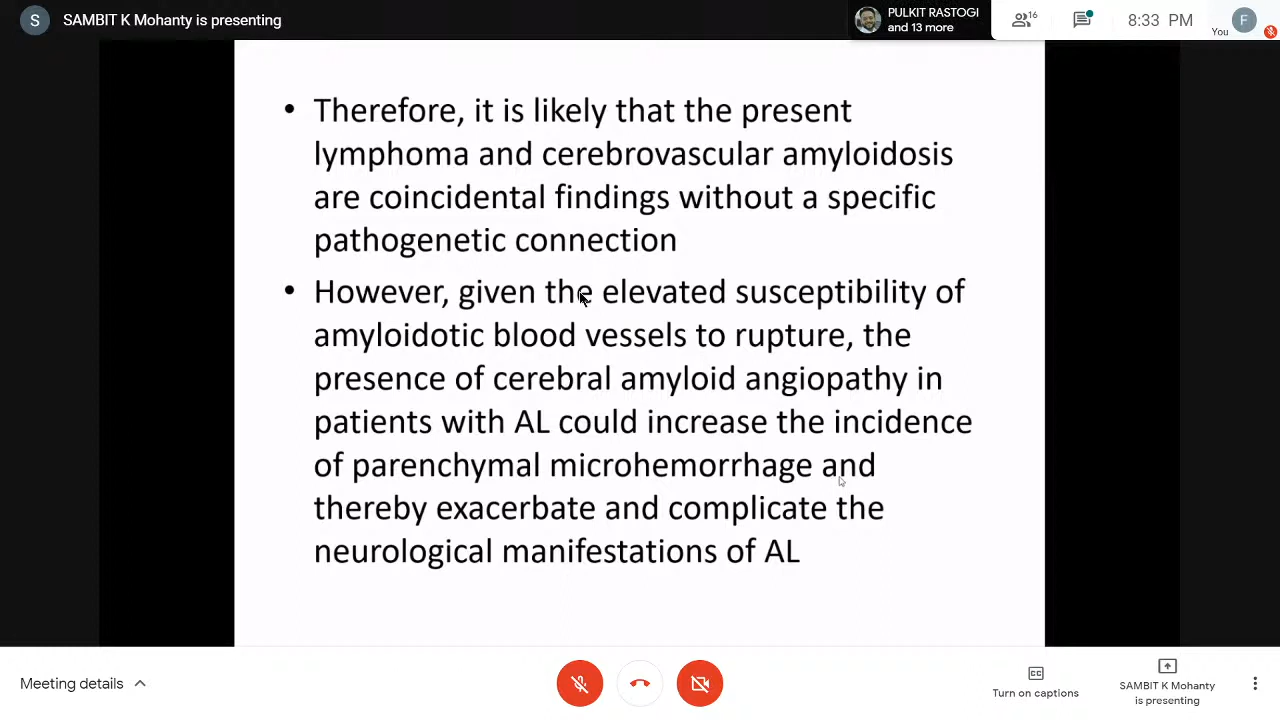 S SAMBIT K Mohanty is presenting
PULKIT RASTOGI
and 13 more
16
8:33 PM
You
F
• Therefore, it is likely that the present
lymphoma and cerebrovascular amyloidosis
are coincidental findings without a specific
pathogenetic connection
• However, given the elevated susceptibility of
amyloidotic blood vessels to rupture, the
presence of cerebral amyloid angiopathy in
patients with AL could increase the incidence
of parenchymal microhemorrhage and
thereby exacerbate and complicate the
neurological manifestations of AL
Meeting details
CC
Turn on captions
SAMBIT K Mohanty
is presenting